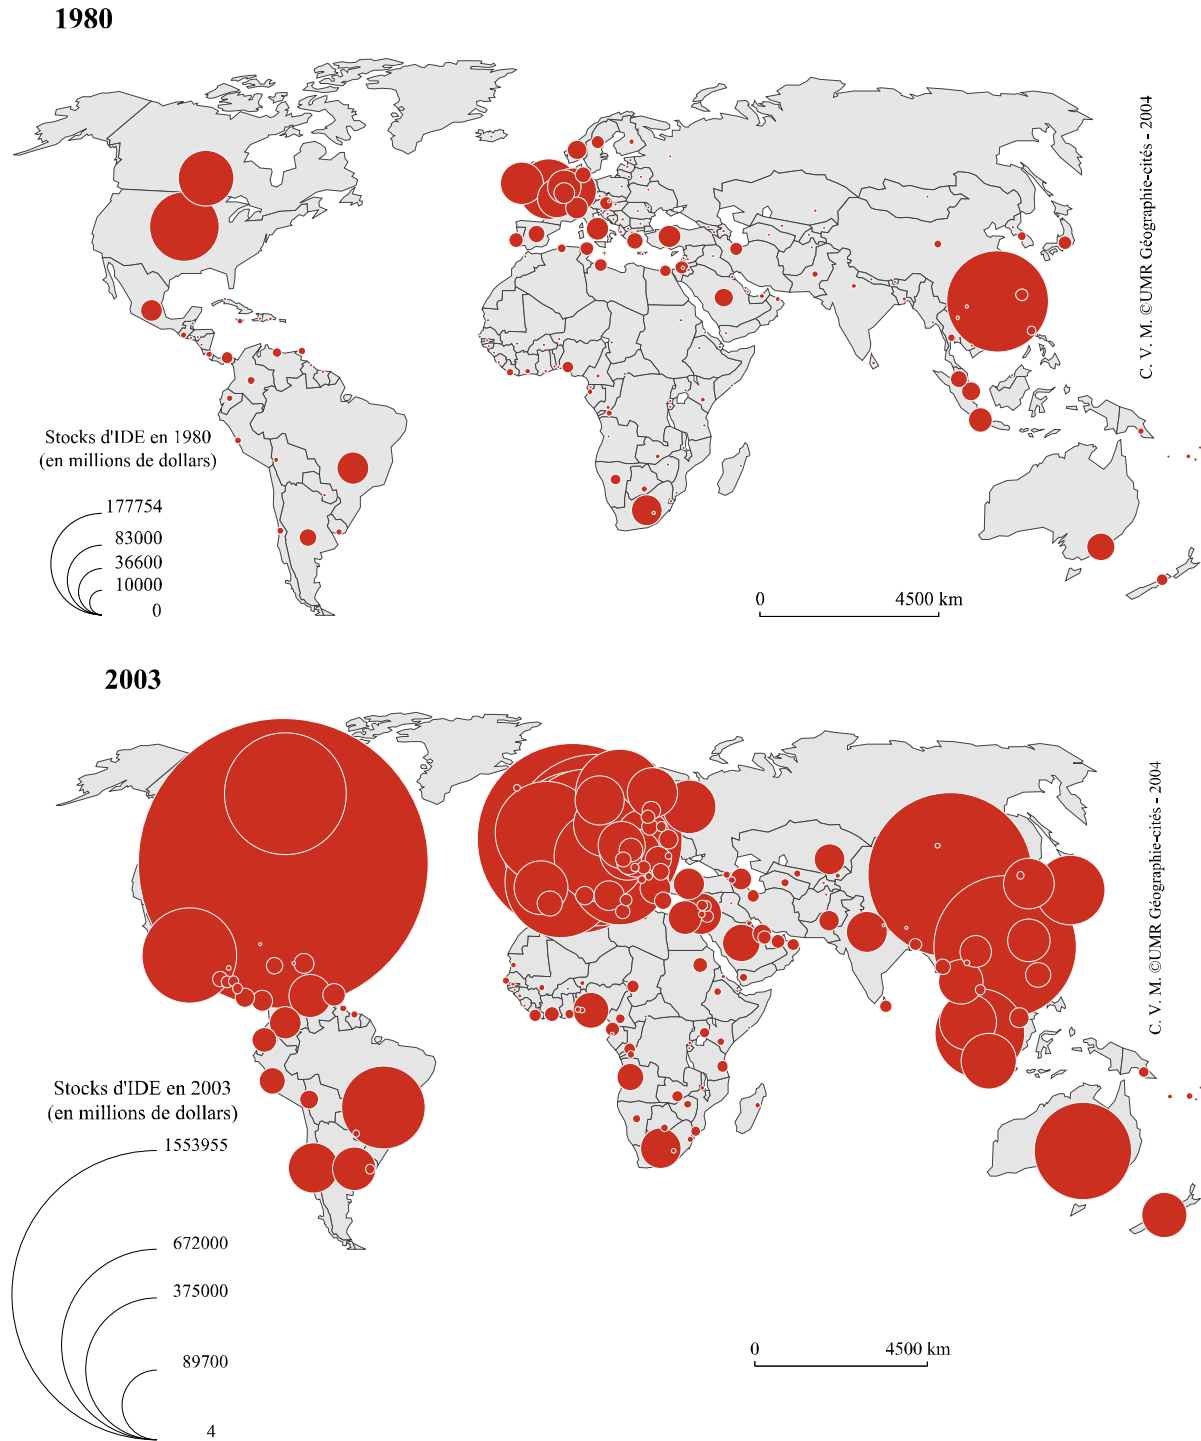 1980
C. V. M. ©UMR Géographie-cités - 2004
Stocks d'IDE en 1980
(en millions de dollars)
177754
83000
36600
10000
0
0 4500 km
2003
C. V. M. ©UMR Géographie-cités - 2004
Stocks d'IDE en 2003
(en millions de dollars)
1553955
672000
375000
89700
4
0 4500 km